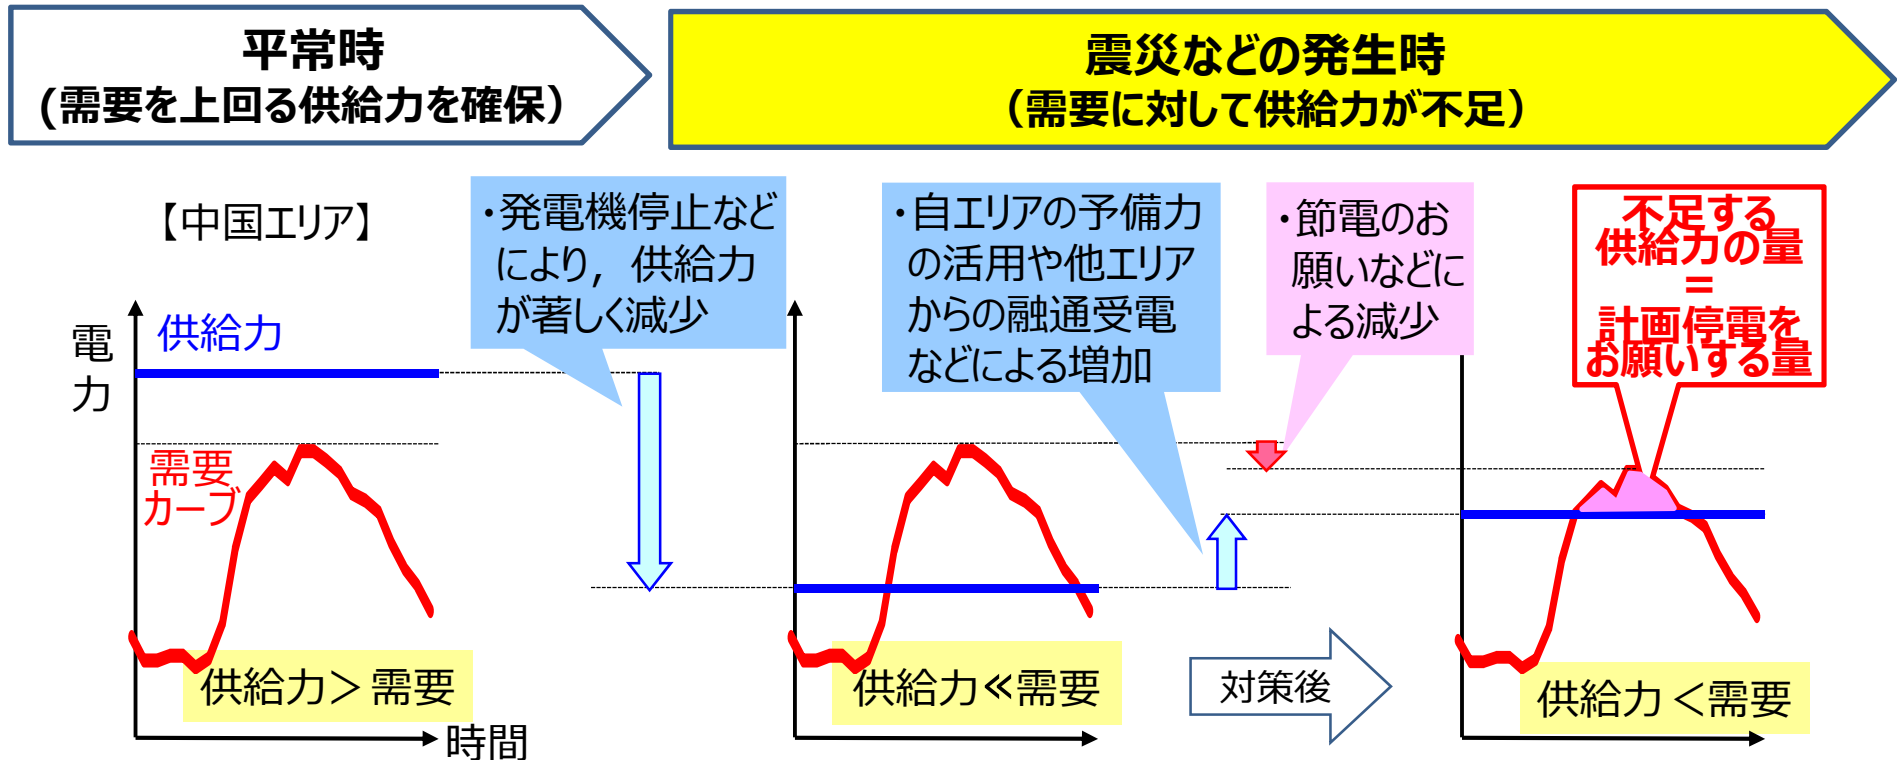 平常時
(需要を上回る供給力を確保）
震災などの発生時
（需要に対して供給力が不足）
【中国エリア】
・発電機停止など
により，供給力
が著しく減少
・自エリアの予備力
の活用や他エリア
からの融通受電
などによる増加
・節電のお
願いなどに
よる減少
不足する
供給力の量
＝
計画停電を
お願いする量
電
力
供給力
需要
カーブ
供給力＞需要
時間
供給力≪需要
対策後
供給力＜需要